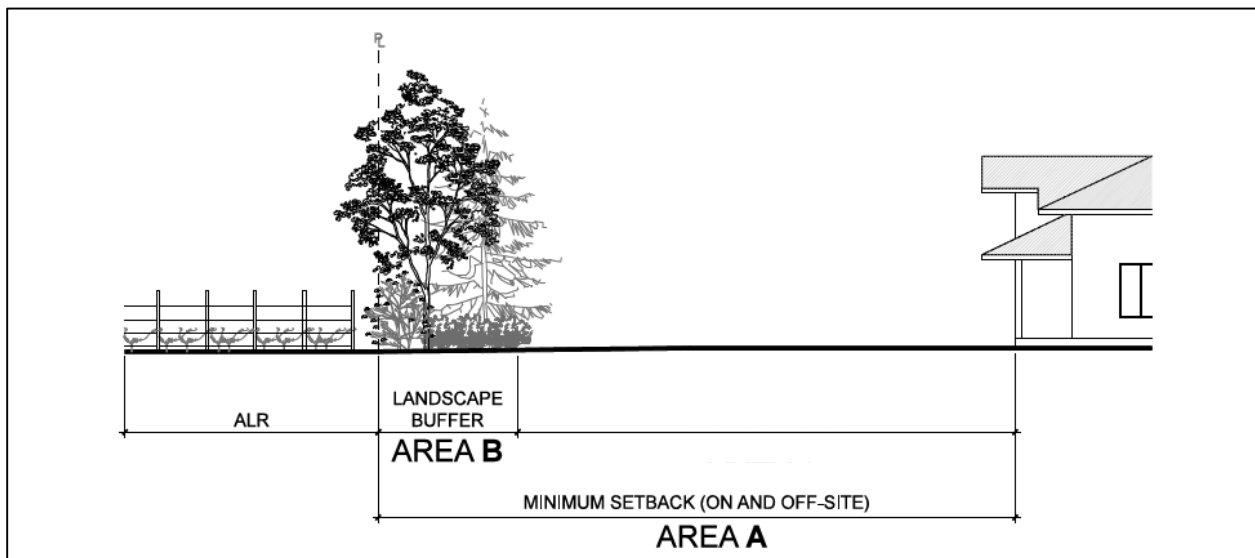 PL
ALR
LANDSCAPE
BUFFER
AREA B
MINIMUM SETBACK (ON AND OFF-SITE)
AREA A